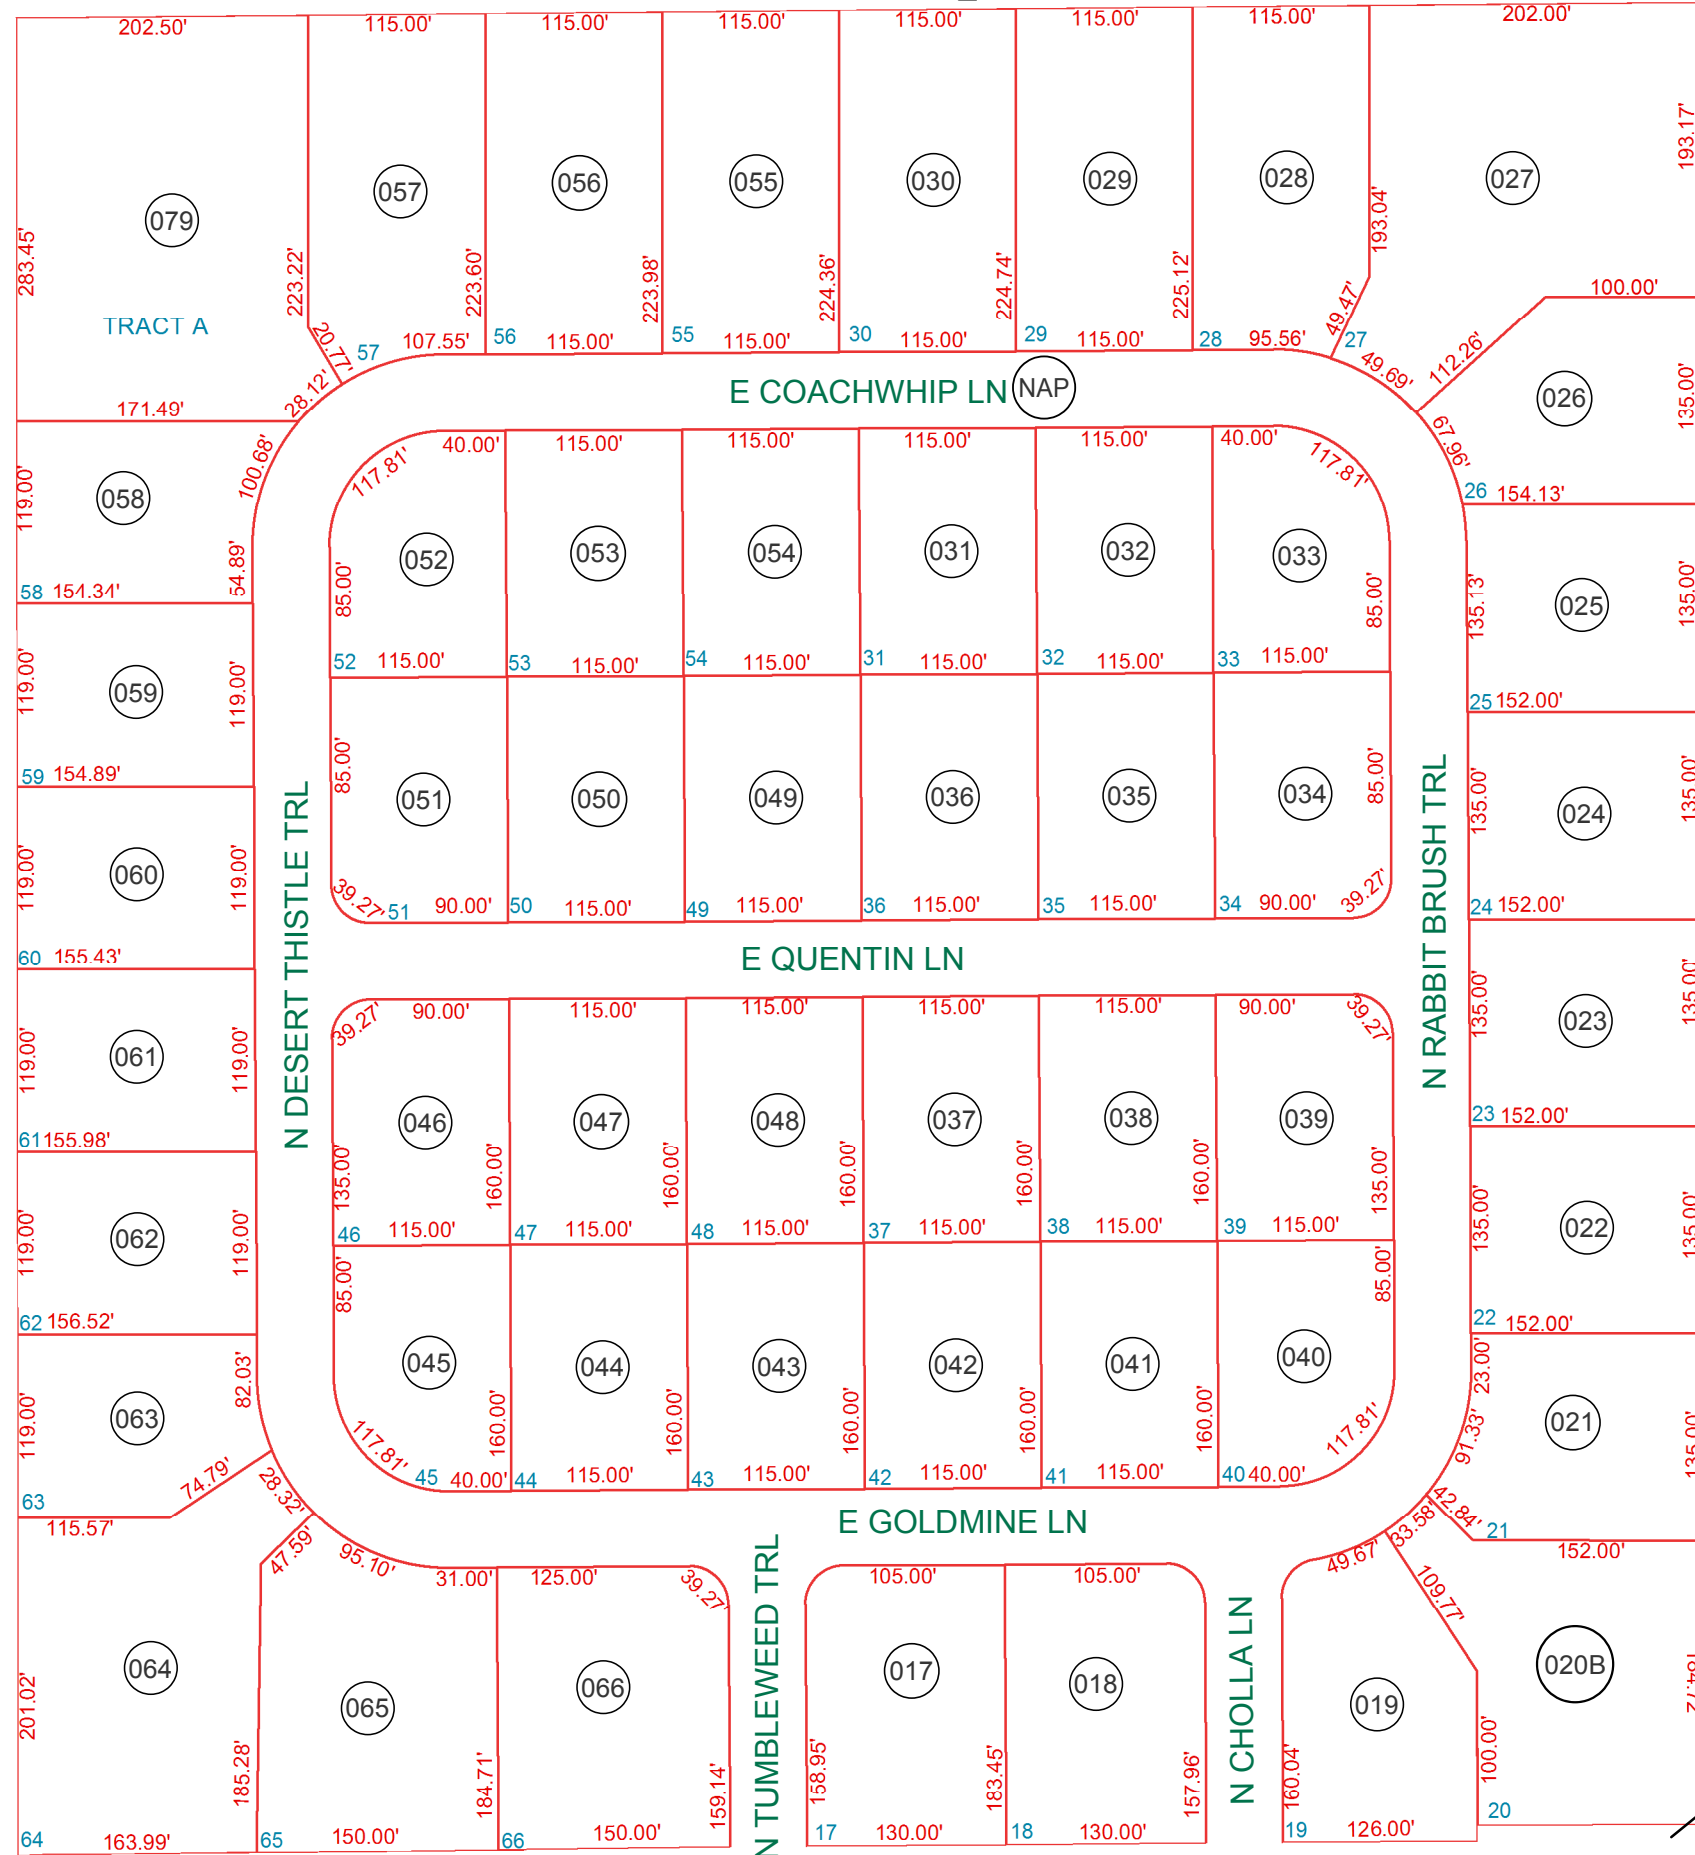 202.50' 115.00' 115.00' 115.00' 115.00' 115.00' 115.00' 202.00'
079 057 056 055 030 029 028 027
283.45' 223.22' 223.60' 223.98' 224.36' 224.74' 225.12' 193.04' 193.17'
TRACT A
20.77' 57 107.55' 56 115.00' 55 115.00' 30 115.00' 29 115.00' 28 95.56' 49.47' 27 49.69' 112.26' 100.00'
171.49' 28.12'
E COACHWHIP LN NAP
026 135.00'
100.68' 117.81' 40.00' 115.00' 115.00' 115.00' 115.00' 40.00' 117.81' 67.96'
26 154.13'
119.00' 058 54.89'
052 053 054 031 032 033
85.00' 85.00' 135.13' 025 135.00'
58 154.34'
52 115.00' 53 115.00' 54 115.00' 31 115.00' 32 115.00' 33 115.00'
25 152.00'
119.00' 059 119.00'
85.00' 85.00'
051 050 049 036 035 034
135.00' 024 135.00'
59 154.89'
N DESERT THISTLE TRL
N RABBIT BRUSH TRL
119.00' 060 119.00'
39.27' 51 90.00' 50 115.00' 49 115.00' 36 115.00' 35 115.00' 34 90.00' 39.27'
24 152.00'
60 155.43'
E QUENTIN LN
39.27' 90.00' 115.00' 115.00' 115.00' 115.00' 90.00' 39.27'
135.00' 023 135.00'
119.00' 061 119.00'
046 047 048 037 038 039
23 152.00'
61 155.98'
135.00' 160.00' 160.00' 160.00' 160.00' 160.00' 135.00'
46 115.00' 47 115.00' 48 115.00' 37 115.00' 38 115.00' 39 115.00'
119.00' 062 119.00'
135.00' 022 135.00'
85.00' 85.00'
62 156.52'
22 152.00'
045 044 043 042 041 040
82.03' 23.00'
119.00' 063
021 135.00'
160.00' 160.00' 160.00' 160.00' 160.00'
117.81' 45 40.00' 44 115.00' 43 115.00' 42 115.00' 41 115.00' 40 40.00' 117.81' 91.33'
63 74.79' 28.32'
115.57'
E GOLDMINE LN
42.84' 21
33.58' 152.00'
47.59' 95.10' 31.00' 125.00' 39.27' 105.00' 105.00' 49.67' 109.77'
N TUMBLEWEED TRL
N CHOLLA LN
064 065 066 017 018 019 020B
201.02' 185.28' 184.71' 159.14' 158.95' 183.45' 157.96' 160.04' 100.00'
64 163.99' 65 150.00' 66 150.00' 17 130.00' 18 130.00' 19 126.00' 20